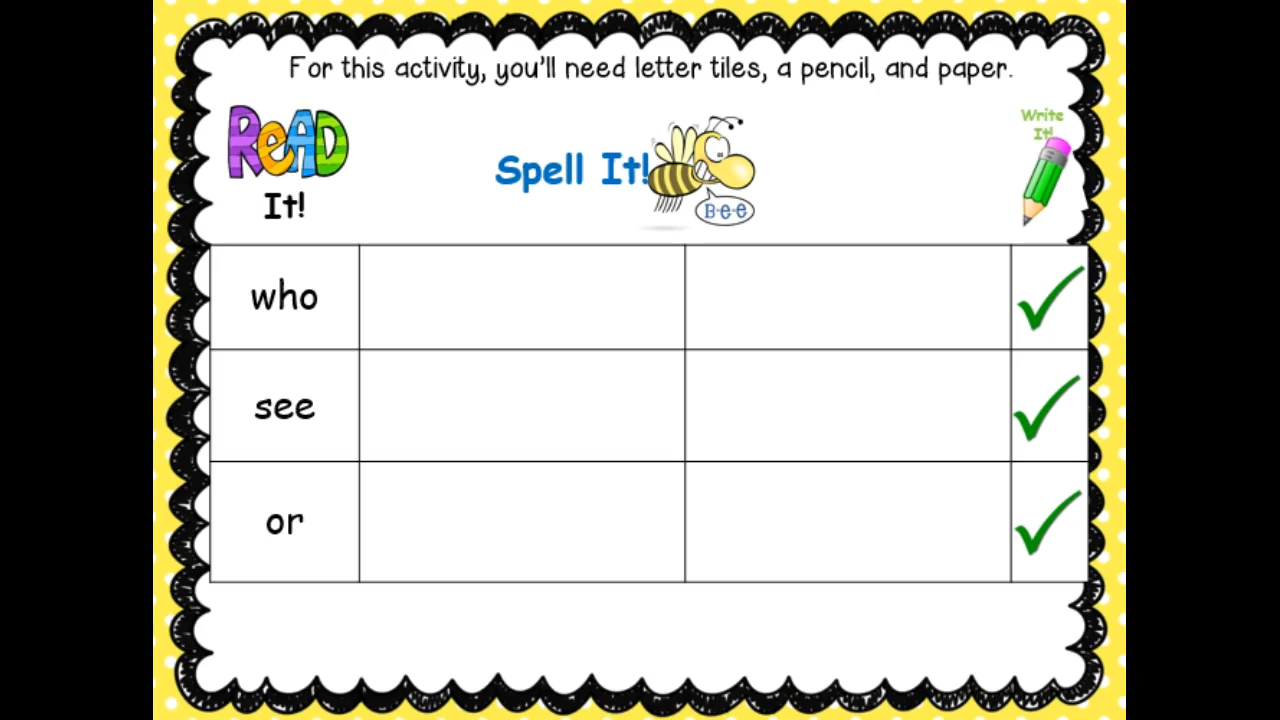 For this activity, you'll need letter tiles, a pencil, and paper.
ReAD
It!
Spell It!
B-e-e
Write
It!
who
see
or